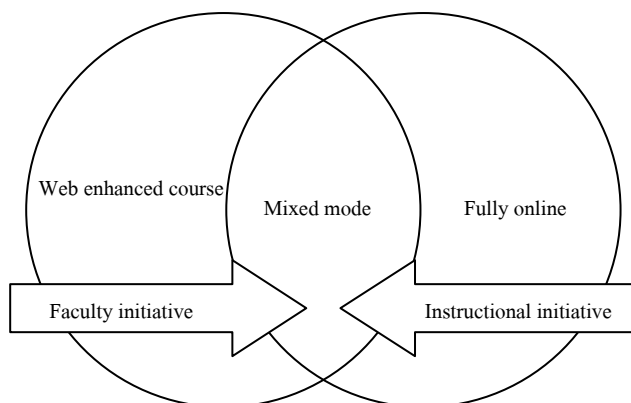 Web enhanced course
Mixed mode
Fully online
Faculty initiative
Instructional initiative